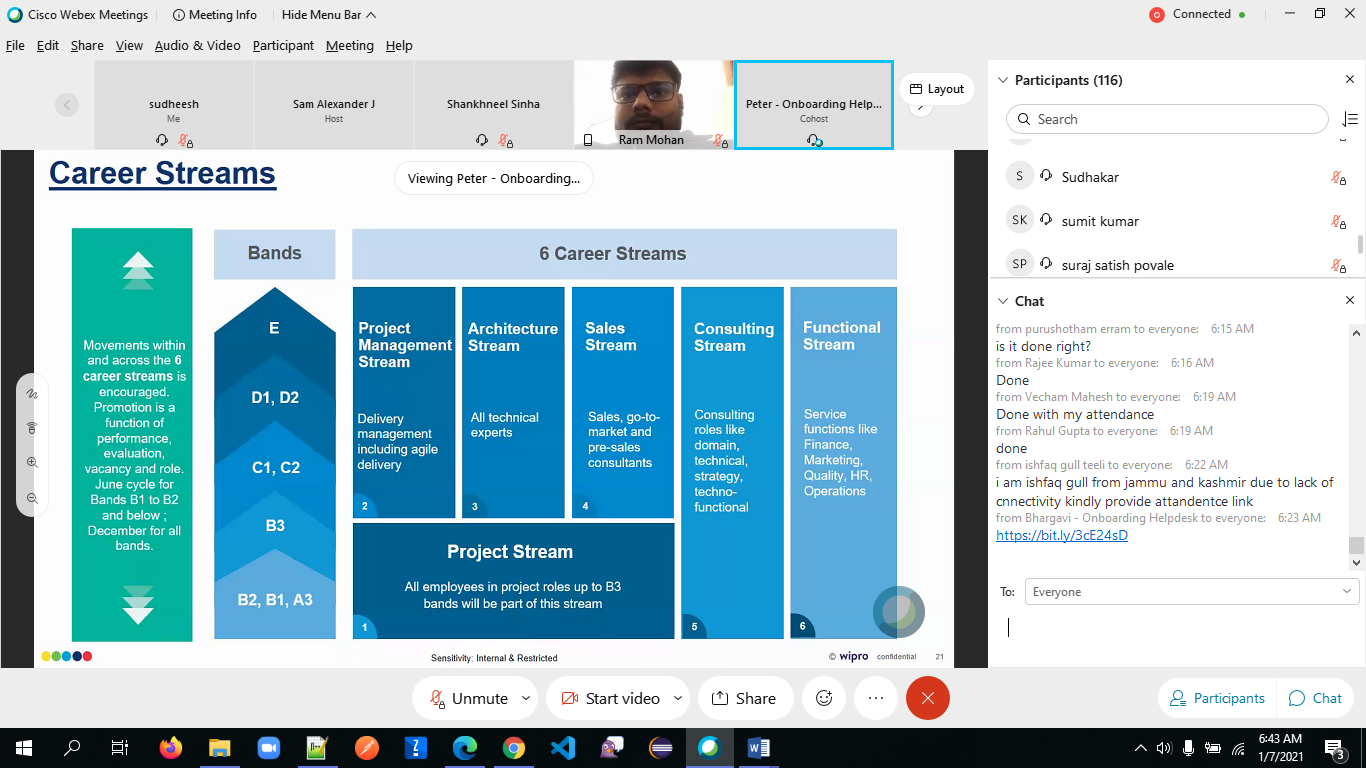 Cisco Webex Meetings
Meeting Info
Hide Menu Bar
Connected
File Edit Share View Audio & Video Participant Meeting Help
sudheesh
Me
Sam Alexander J
Host
Shankhneel Sinha
Ram Mohan
Peter - Onboarding Help...
Cohost
Layout
Career Streams
Viewing Peter - Onboarding...
Movements within
and across the 6
career streams is
encouraged.
Promotion is a
function of
performance,
evaluation,
vacancy and role.
June cycle for
Bands B1 to B2
and below ;
December for all
bands.
Bands
E
D1, D2
C1, C2
B3
B2, B1, A3
6 Career Streams
Project
Management
Stream
Delivery
management
including agile
delivery
2
Architecture
Stream
All technical
experts
3
Sales
Stream
Sales, go-to-
market and
pre-sales
consultants
4
Consulting
Stream
Consulting
roles like
domain,
technical,
strategy,
techno-
functional
5
Functional
Stream
Service
functions like
Finance,
Marketing,
Quality, HR,
Operations
6
Project Stream
All employees in project roles up to B3
bands will be part of this stream
1
Sensitivity: Internal & Restricted
© wipro confidential 21
Participants (116)
Search
S Sudhakar
SK sumit kumar
SP suraj satish povale
Chat
from purushotham erram to everyone: 6:15 AM
is it done right?
from Rajee Kumar to everyone: 6:16 AM
Done
from Vecham Mahesh to everyone: 6:19 AM
Done with my attendance
from Rahul Gupta to everyone: 6:19 AM
done
from ishfaq gull teeli to everyone: 6:22 AM
i am ishfaq gull from jammu and kashmir due to lack of
cnnectivity kindly provide attandentce link
from Bhargavi - Onboarding Helpdesk to everyone: 6:23 AM
https://bit.ly/3cE24sD
To: Everyone
Unmute
Start video
Share
Participants
Chat
6:43 AM
1/7/2021
3